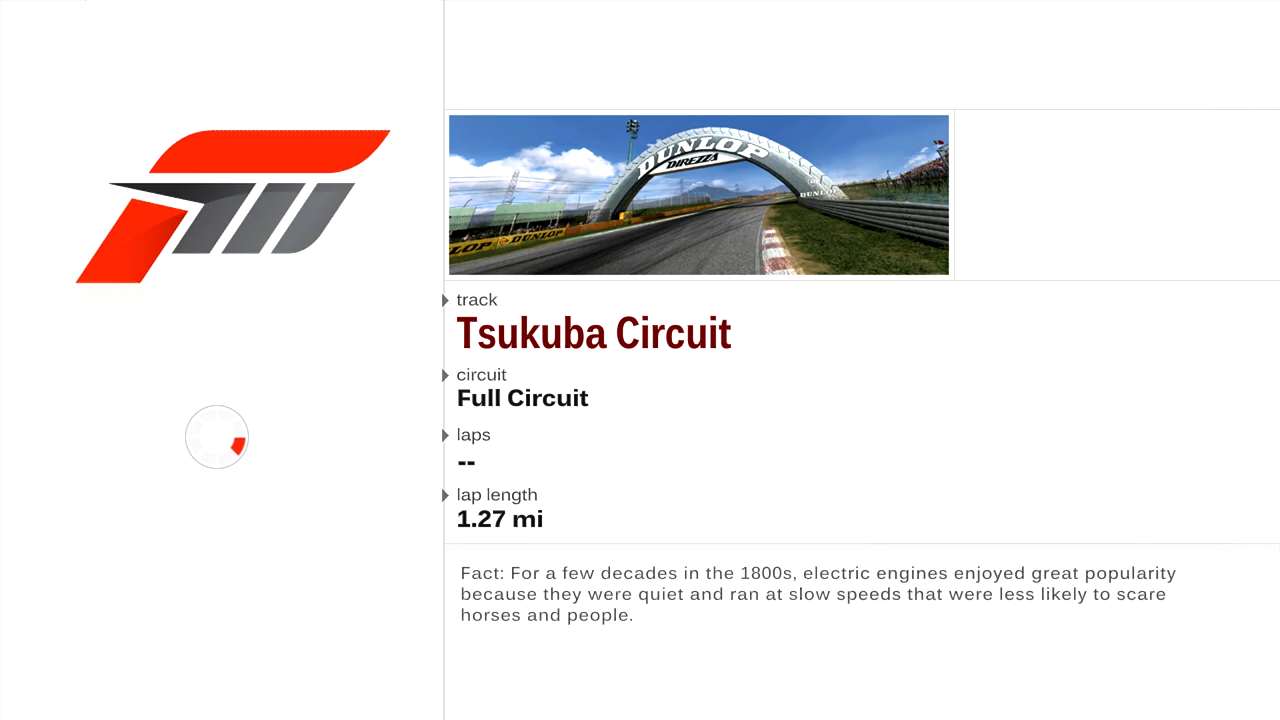 DUNLOP
DIREZZA
DUNLOP
LOP DUNLOP
track
Tsukuba Circuit
circuit
Full Circuit
laps
--
lap length
1.27 mi
Fact: For a few decades in the 1800s, electric engines enjoyed great popularity
because they were quiet and ran at slow speeds that were less likely to scare
horses and people.